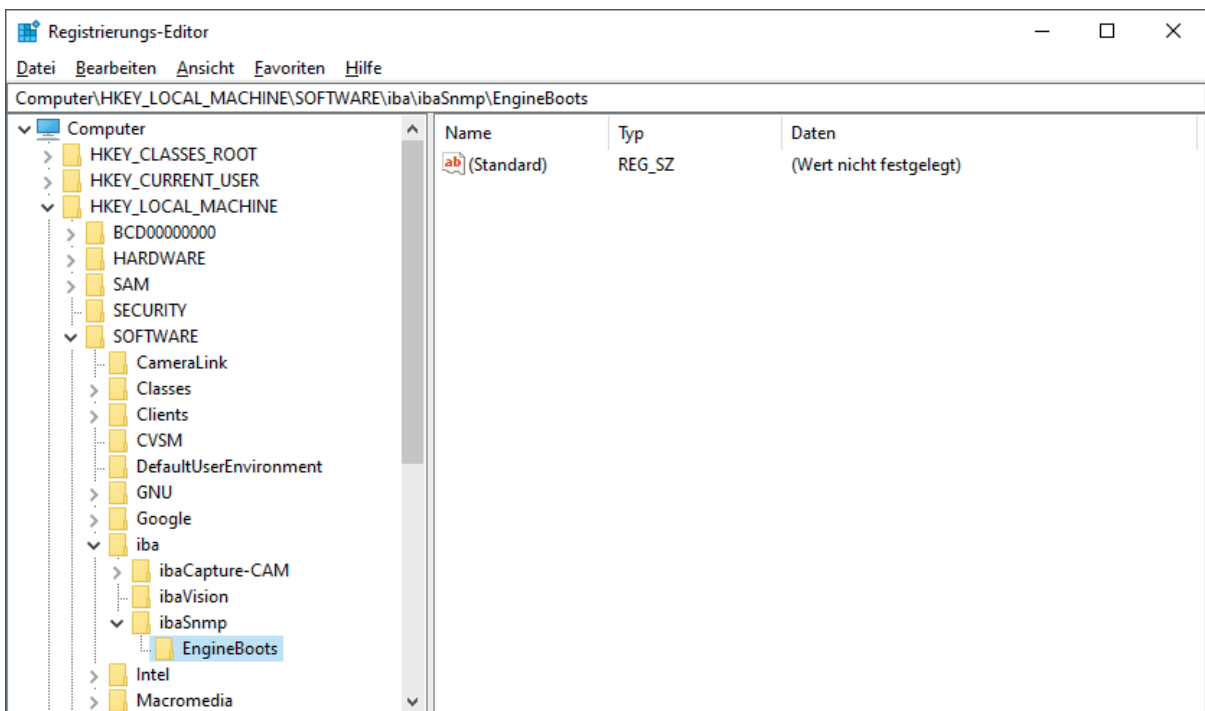 Registrierungs-Editor
Datei Bearbeiten Ansicht Favoriten Hilfe
Computer\HKEY_LOCAL_MACHINE\SOFTWARE\iba\ibaSnmp\EngineBoots
Computer
HKEY_CLASSES_ROOT
HKEY_CURRENT_USER
HKEY_LOCAL_MACHINE
BCD00000000
HARDWARE
SAM
SECURITY
SOFTWARE
CameraLink
Classes
Clients
CVSM
DefaultUserEnvironment
GNU
Google
iba
ibaCapture-CAM
ibaVision
ibaSnmp
EngineBoots
Intel
Macromedia
Name Typ Daten
ab (Standard) REG_SZ (Wert nicht festgelegt)